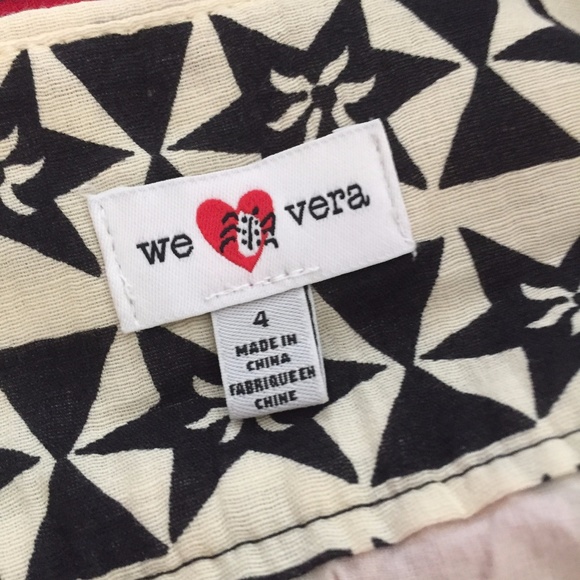 we vera
4
MADE IN
CHINA
FABRIQUE EN
CHINE